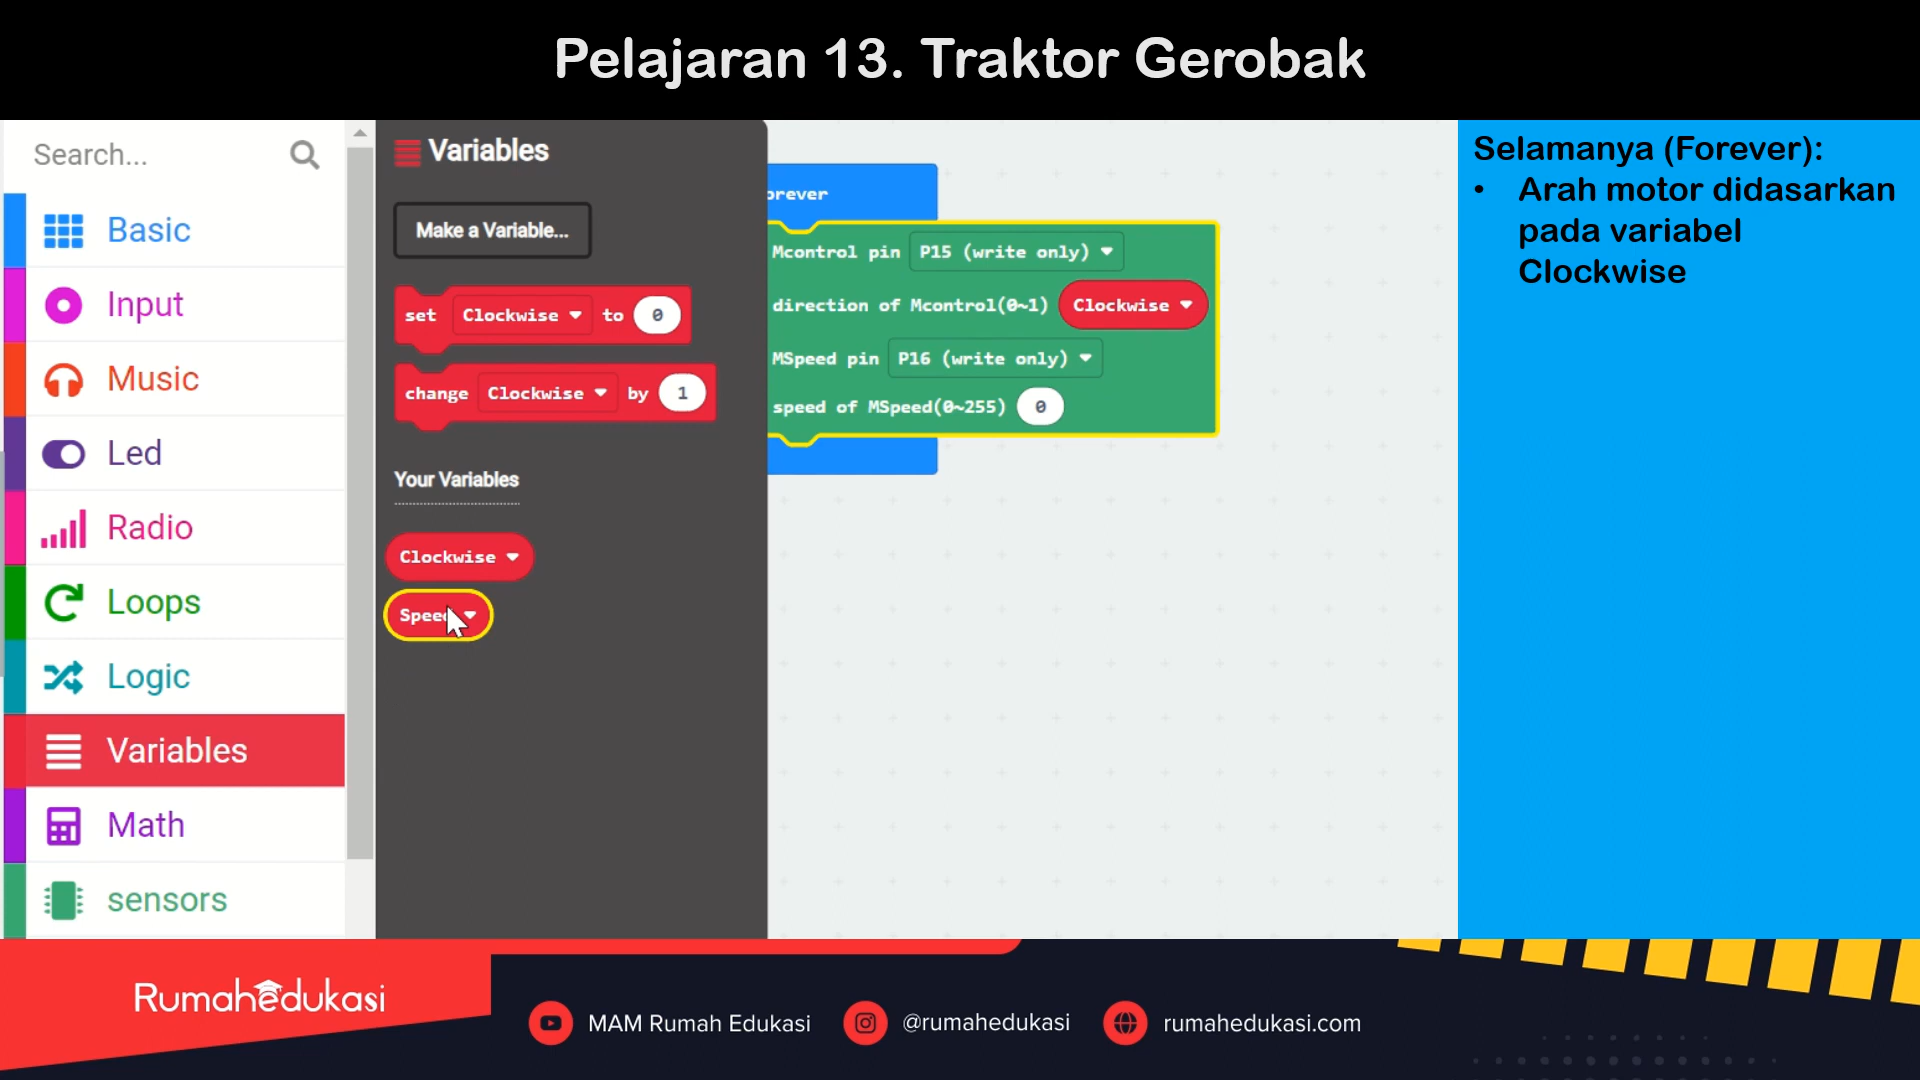 Pelajaran 13. Traktor Gerobak
Search...
Basic
Input
Music
Led
Radio
Loops
Logic
Variables
Math
sensors
Variables
Make a Variable...
set Clockwise to 0
change Clockwise by 1
Your Variables
Clockwise
orever
Mcontrol pin P15 (write only)
direction of Mcontrol(0~1) Clockwise
MSpeed pin P16 (write only)
speed of MSpeed(0~255) 0
Selamanya (Forever):
• Arah motor didasarkan
pada variabel
Clockwise
Rumahedukasi
MAM Rumah Edukasi
@rumahedukasi
rumahedukasi.com